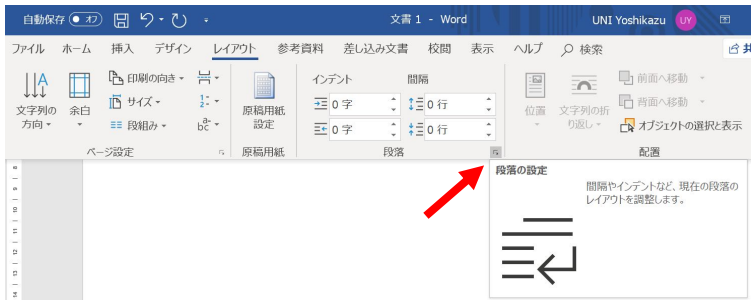 自動保存 オフ 文書 1 - Word UNI Yoshikazu UY
ファイル ホーム 挿入 デザイン レイアウト 参考資料 差し込み文書 校閲 表示 ヘルプ 検索 共
文字列の方向 余白 印刷の向き サイズ 段組み
ページ設定
原稿用紙設定
原稿用紙
インデント 間隔
0 字 0 行
0 字 0 行
段落
位置 文字列の折り返し 前面へ移動 背面へ移動 オブジェクトの選択と表示
配置
段落の設定
間隔やインデントなど、現在の段落の
レイアウトを調整します。
8
9
10
11
12
13
14